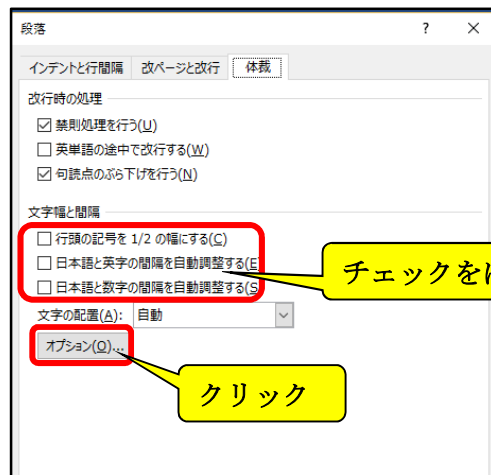 段落 ? ×
インデントと行間隔 改ページと改行 体裁
改行時の処理
禁則処理を行う(U)
英単語の途中で改行する(W)
句読点のぶら下げを行う(N)
文字幅と間隔
行頭の記号を 1/2 の幅にする(C)
日本語と英字の間隔を自動調整する(E
日本語と数字の間隔を自動調整する(S
チェックを
文字の配置(A): 自動
オプション(O)...
クリック